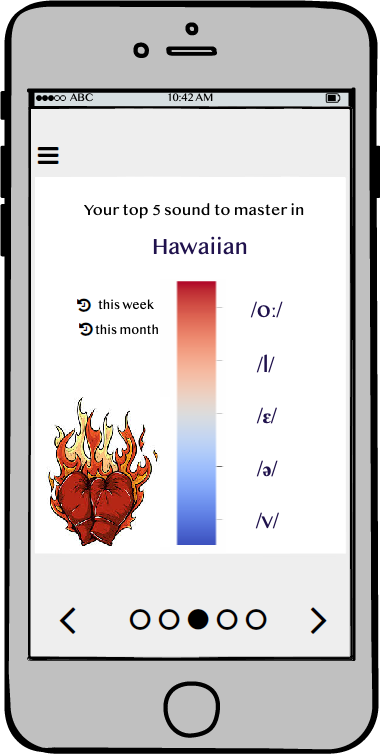 ABC 10:42 AM
Your top 5 sound to master in
Hawaiian
this week
this month
/oː/
/l/
/ɛ/
/ə/
/v/